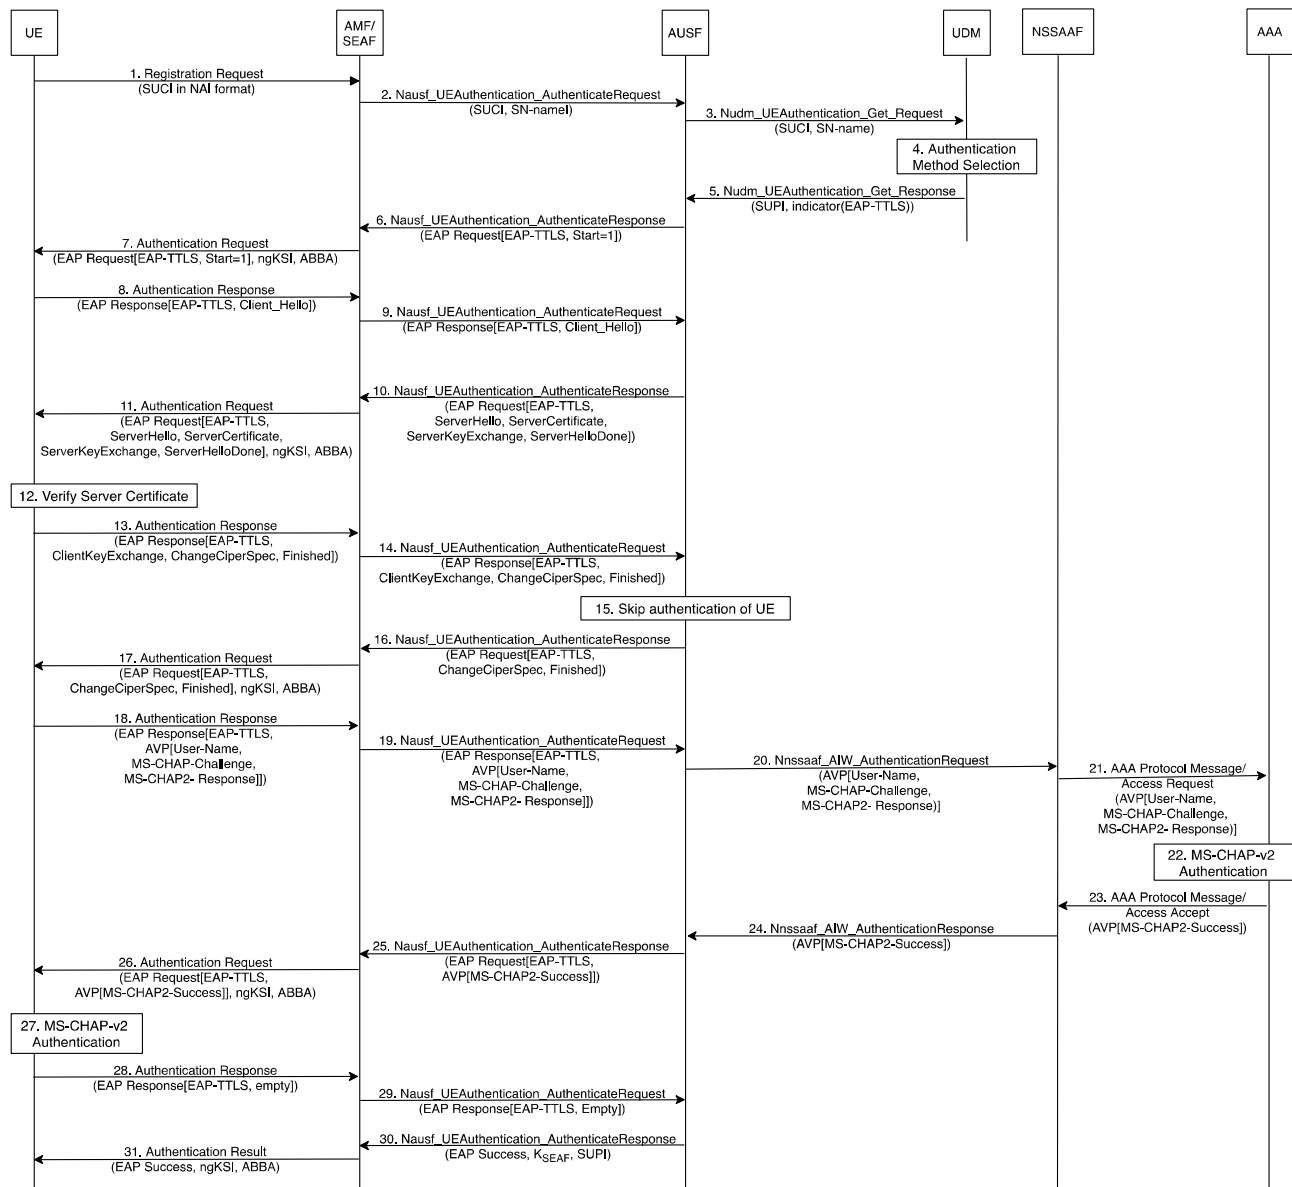 UE
AMF/
SEAF
AUSF
UDM
NSSAAF
AAA
1. Registration Request
(SUCI in NAI format)
2. Nausf_UEAuthentication_AuthenticateRequest
(SUCI, SN-nameI)
3. Nudm_UEAuthentication_Get_Request
(SUCI, SN-name)
4. Authentication
Method Selection
5. Nudm_UEAuthentication_Get_Response
(SUPI, indicator(EAP-TTLS))
6. Nausf_UEAuthentication_AuthenticateResponse
(EAP Request[EAP-TTLS, Start=1])
7. Authentication Request
(EAP Request[EAP-TTLS, Start=1], ngKSI, ABBA)
8. Authentication Response
(EAP Response[EAP-TTLS, Client_Hello])
9. Nausf_UEAuthentication_AuthenticateRequest
(EAP Response[EAP-TTLS, Client_Hello])
10. Nausf_UEAuthentication_AuthenticateResponse
(EAP Request[EAP-TTLS,
ServerHello, ServerCertificate,
ServerKeyExchange, ServerHelloDone])
11. Authentication Request
(EAP Request[EAP-TTLS,
ServerHello, ServerCertificate,
ServerKeyExchange, ServerHelloDone], ngKSI, ABBA)
12. Verify Server Certificate
13. Authentication Response
(EAP Response[EAP-TTLS,
ClientKeyExchange, ChangeCiperSpec, Finished])
14. Nausf_UEAuthentication_AuthenticateRequest
(EAP Response[EAP-TTLS,
ClientKeyExchange, ChangeCiperSpec, Finished])
15. Skip authentication of UE
16. Nausf_UEAuthentication_AuthenticateResponse
(EAP Request[EAP-TTLS,
ChangeCiperSpec, Finished])
17. Authentication Request
(EAP Request[EAP-TTLS,
ChangeCiperSpec, Finished], ngKSI, ABBA)
18. Authentication Response
(EAP Response[EAP-TTLS,
AVP[User-Name,
MS-CHAP-Challenge,
MS-CHAP2- Response]])
19. Nausf_UEAuthentication_AuthenticateRequest
(EAP Response[EAP-TTLS,
AVP[User-Name,
MS-CHAP-Challenge,
MS-CHAP2- Response]])
20. Nnssaaf_AIW_AuthenticationRequest
(AVP[User-Name,
MS-CHAP-Challenge,
MS-CHAP2- Response)]
21. AAA Protocol Message/
Access Request
(AVP[User-Name,
MS-CHAP-Challenge,
MS-CHAP2- Response)]
22. MS-CHAP-v2
Authentication
23. AAA Protocol Message/
Access Accept
(AVP[MS-CHAP2-Success])
24. Nnssaaf_AIW_AuthenticationResponse
(AVP[MS-CHAP2-Success])
25. Nausf_UEAuthentication_AuthenticateResponse
(EAP Request[EAP-TTLS,
AVP[MS-CHAP2-Success]])
26. Authentication Request
(EAP Request[EAP-TTLS,
AVP[MS-CHAP2-Success]], ngKSI, ABBA)
27. MS-CHAP-v2
Authentication
28. Authentication Response
(EAP Response[EAP-TTLS, empty])
29. Nausf_UEAuthentication_AuthenticateRequest
(EAP Response[EAP-TTLS, Empty])
30. Nausf_UEAuthentication_AuthenticateResponse
(EAP Success, KSEAF, SUPI)
31. Authentication Result
(EAP Success, ngKSI, ABBA)